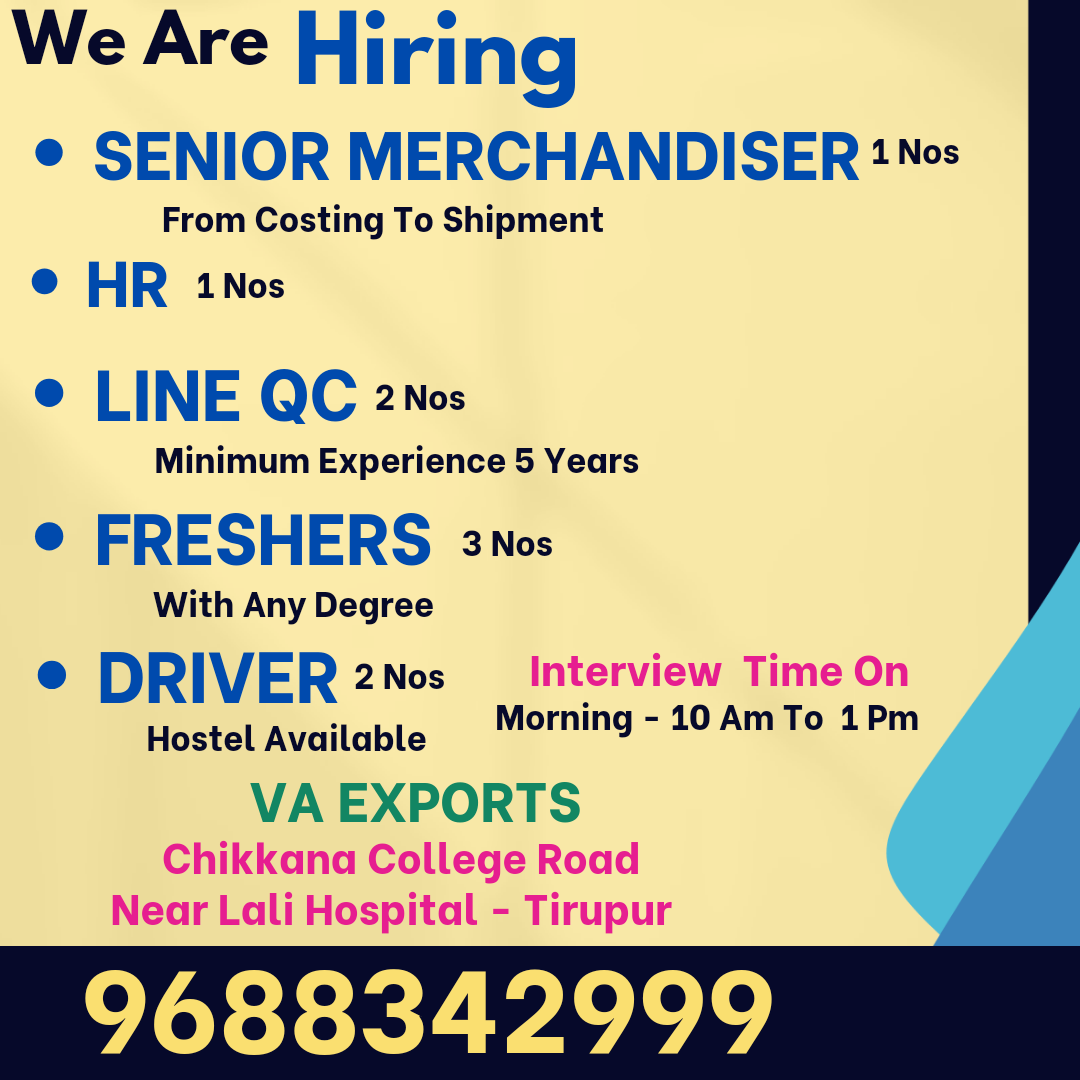 We Are Hiring
• SENIOR MERCHANDISER 1 Nos
From Costing To Shipment
• HR 1 Nos
• LINE QC 2 Nos
Minimum Experience 5 Years
• FRESHERS 3 Nos
With Any Degree
• DRIVER 2 Nos
Hostel Available
Interview Time On
Morning - 10 Am To 1 Pm
VA EXPORTS
Chikkana College Road
Near Lali Hospital - Tirupur
9688342999